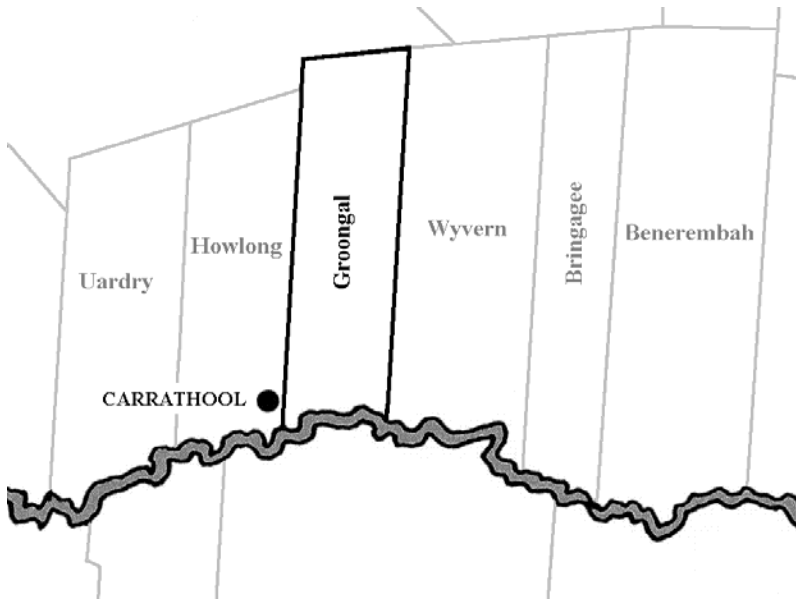 Uardry
Howlong
Groongal
Wyvern
Bringagee
Benerembah
CARRATHOOL